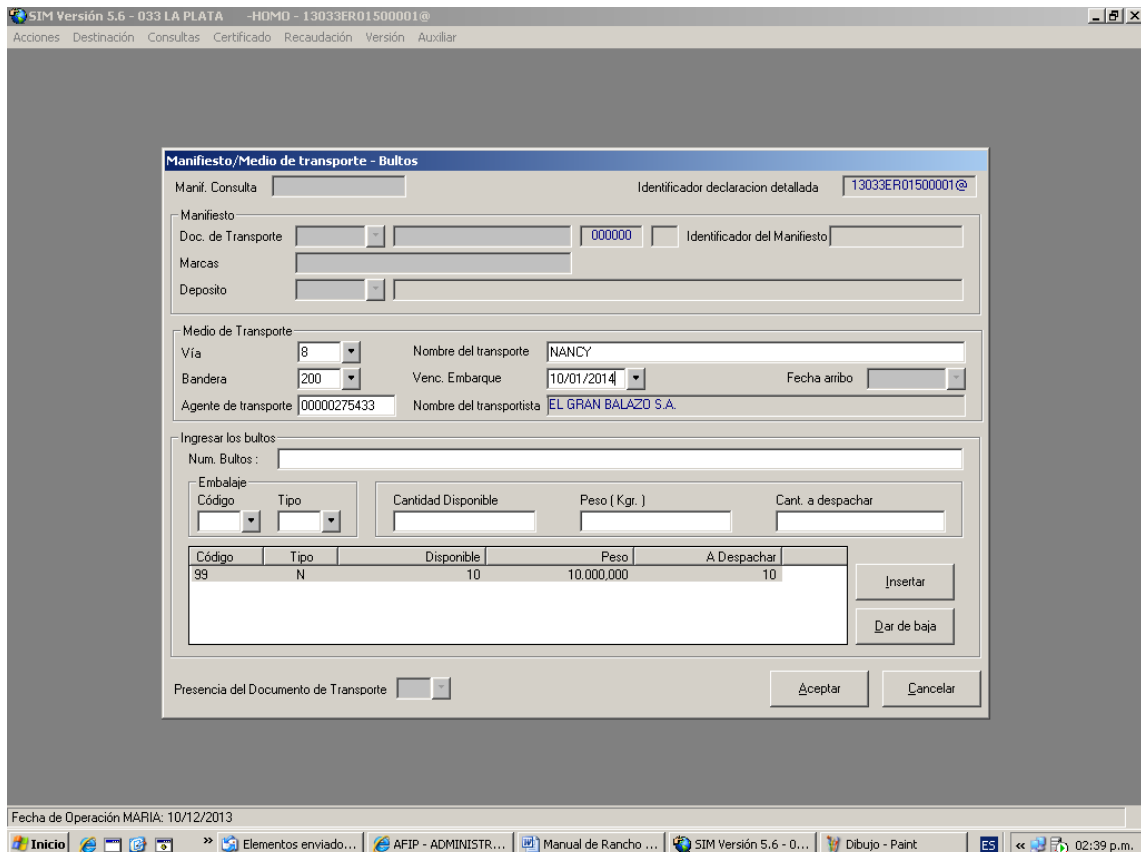 SIM Versión 5.6 - 033 LA PLATA -HOMO - 13033ER01500001@
Acciones Destinación Consultas Certificado Recaudación Versión Auxiliar
Manifiesto/Medio de transporte - Bultos
Manif. Consulta Identificador declaracion detallada 13033ER01500001@
Manifiesto
Doc. de Transporte 000000 Identificador del Manifiesto
Marcas
Deposito
Medio de Transporte
Vía 8 Nombre del transporte NANCY
Bandera 200 Venc. Embarque 10/01/2014 Fecha arribo
Agente de transporte 00000275433 Nombre del transportista EL GRAN BALAZO S.A.
Ingresar los bultos
Num. Bultos :
Embalaje
Código Tipo Cantidad Disponible Peso ( Kgr. ) Cant. a despachar
Código Tipo Disponible Peso A Despachar
99 N 10 10.000,000 10
Insertar
Dar de baja
Presencia del Documento de Transporte Aceptar Cancelar
Fecha de Operación MARIA: 10/12/2013
Inicio » Elementos enviado... AFIP - ADMINISTR... Manual de Rancho ... SIM Versión 5.6 - 0... Dibujo - Paint ES « 02:39 p.m.